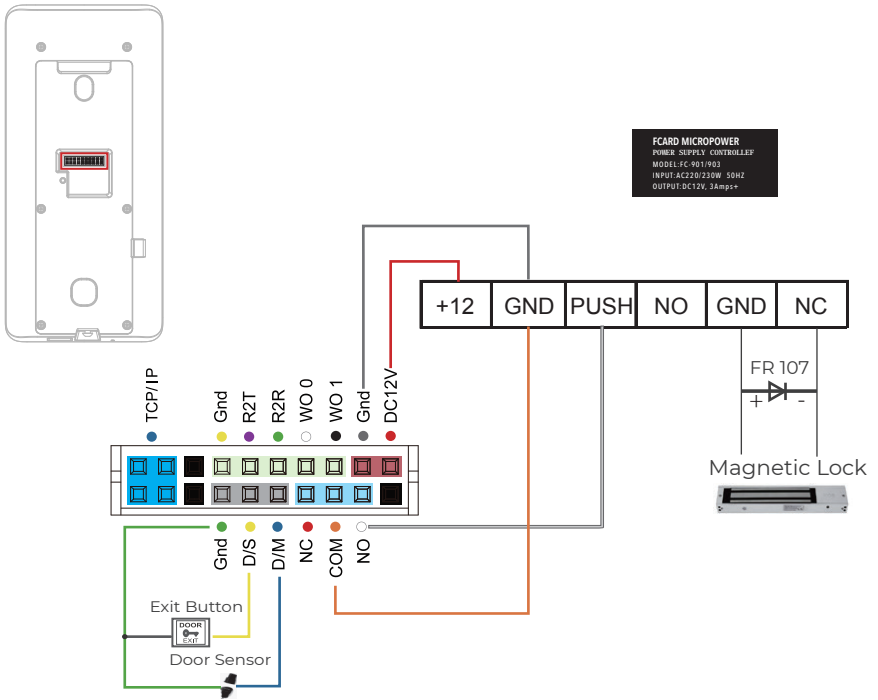 FCARD MICROPOWER
POWER SUPPLY CONTROLLEF
MODEL:FC-901/903
INPUT:AC220/230W 50HZ
OUTPUT:DC12V, 3Amps+
+12 GND PUSH NO GND NC
FR 107
+ -
Magnetic Lock
TCP/IP Gnd R2T R2R WO 0 WO 1 Gnd DC12V
Gnd D/S D/M NC COM NO
Exit Button
DOOR
EXIT
Door Sensor